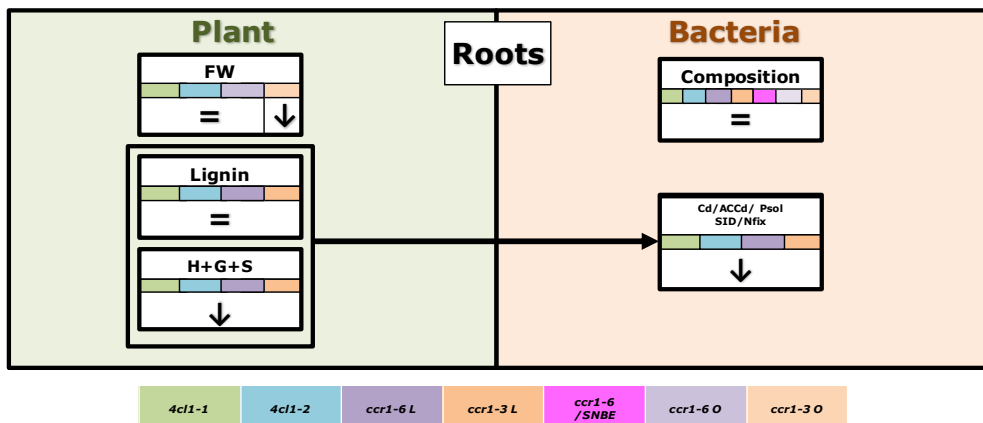 Plant
Roots
Bacteria
FW
=
↓
Composition
=
Lignin
=
Cd/ACCd/ Psol
SID/Nfix
↓
H+G+S
↓
4cl1-1
4cl1-2
ccr1-6 L
ccr1-3 L
ccr1-6
/SNBE
ccr1-6 O
ccr1-3 O